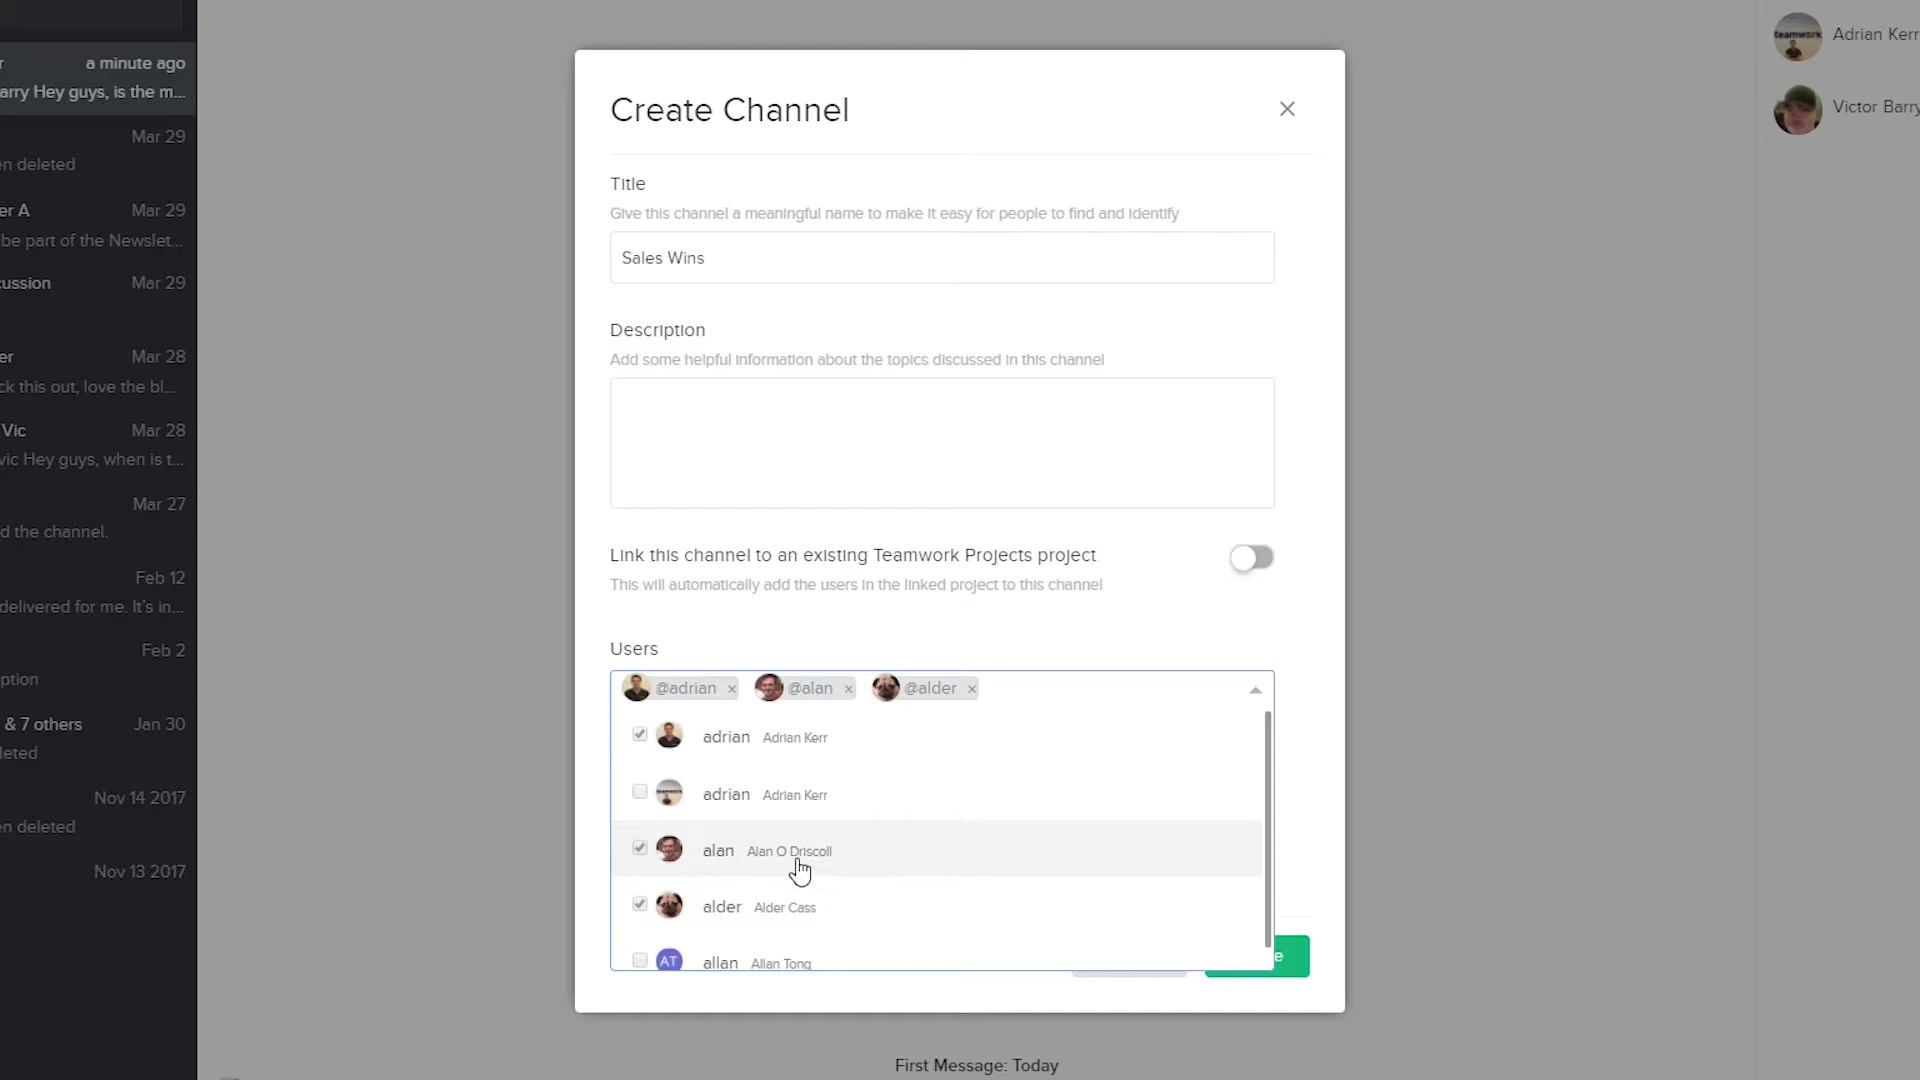 r a minute ago
arry Hey guys, is the m...
Mar 29
en deleted
er A Mar 29
be part of the Newslet...
cussion Mar 29
er Mar 28
ck this out, love the bl...
Vic Mar 28
vic Hey guys, when is t...
Mar 27
d the channel.
Feb 12
delivered for me. It's in...
Feb 2
ption
& 7 others Jan 30
leted
Nov 14 2017
en deleted
Nov 13 2017
Create Channel
Title
Give this channel a meaningful name to make it easy for people to find and identify
Sales Wins
Description
Add some helpful information about the topics discussed in this channel
Link this channel to an existing Teamwork Projects project
This will automatically add the users in the linked project to this channel
Users
@adrian × @alan × @alder ×
adrian Adrian Kerr
adrian Adrian Kerr
alan Alan O Driscoll
alder Alder Cass
AT allan Allan Tong
e
First Message: Today
teamwork Adrian Kerr
Victor Barry